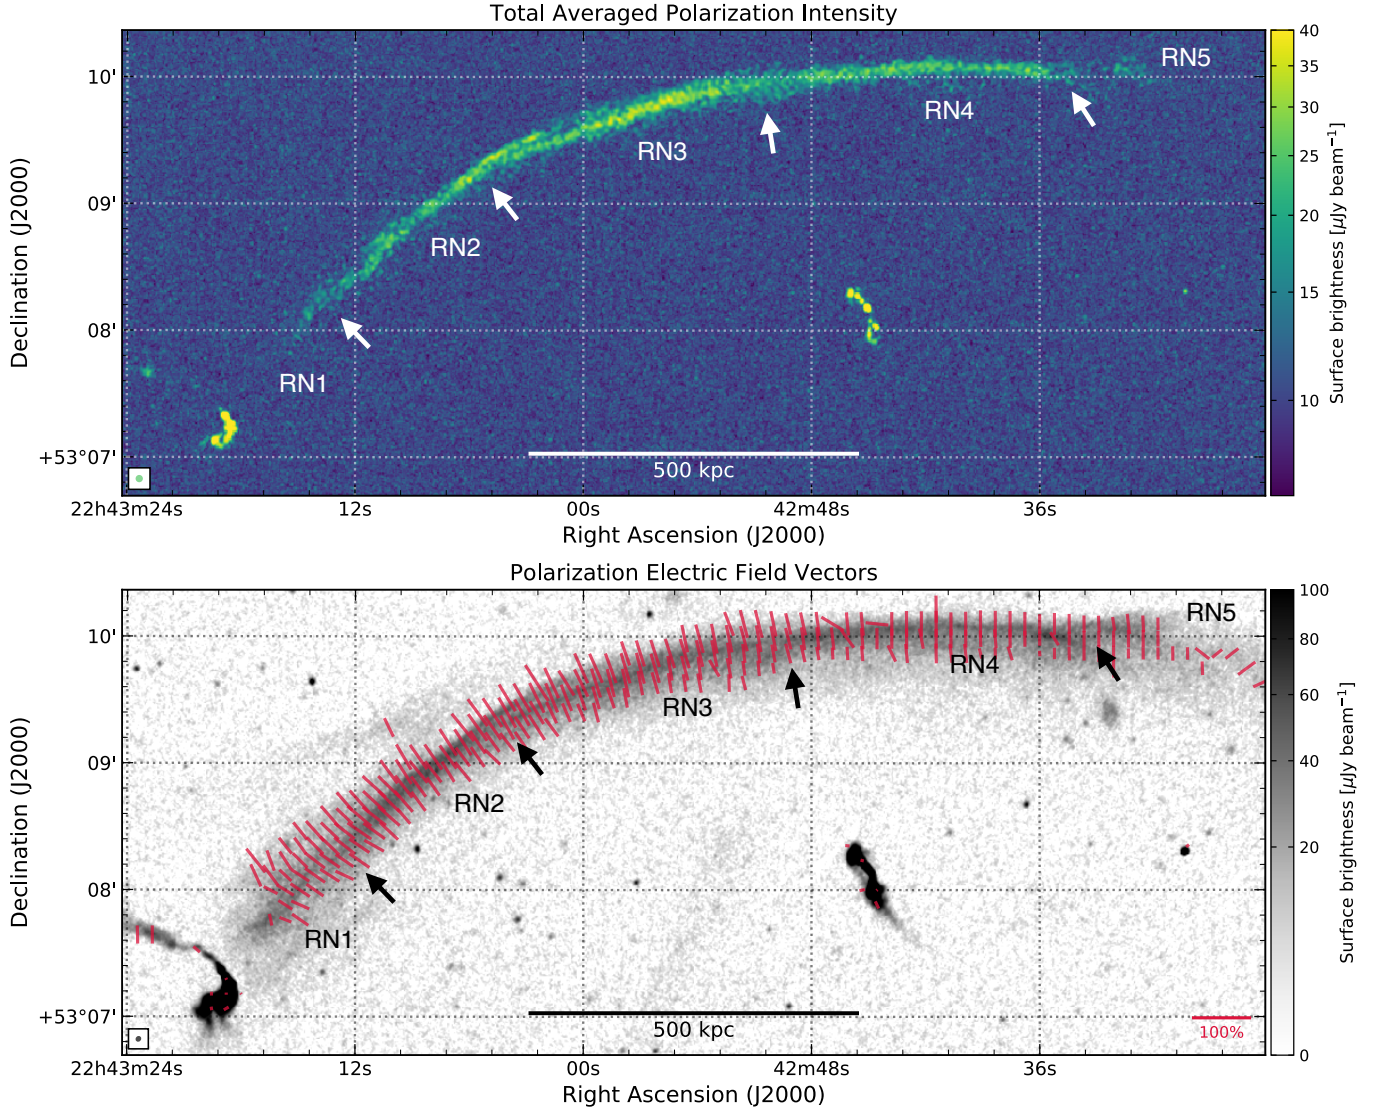 Total Averaged Polarization Intensity
Declination (J2000)
10'
09'
08'
+53°07'
RN1
RN2
RN3
RN4
RN5
500 kpc
22h43m24s
12s
00s
42m48s
36s
Right Ascension (J2000)
40
35
30
25
20
15
10
Surface brightness [μJy beam⁻¹]
Polarization Electric Field Vectors
Declination (J2000)
10'
09'
08'
+53°07'
RN1
RN2
RN3
RN4
RN5
500 kpc
100%
22h43m24s
12s
00s
42m48s
36s
Right Ascension (J2000)
100
80
60
40
20
0
Surface brightness [μJy beam⁻¹]